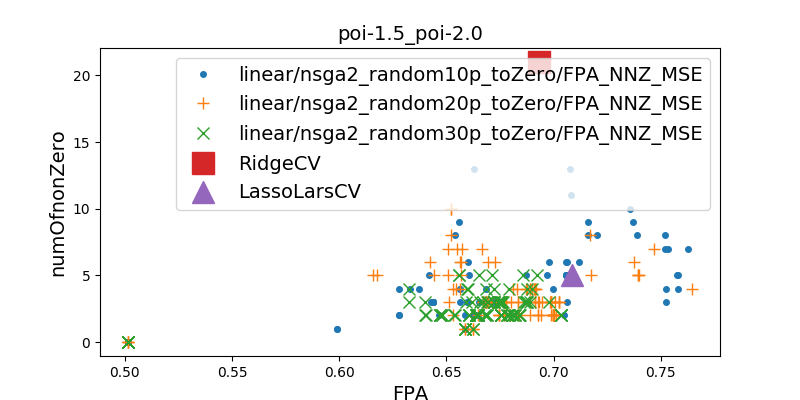 poi-1.5_poi-2.0
numOfnonZero
20
15
10
5
0
linear/nsga2_random10p_toZero/FPA_NNZ_MSE
linear/nsga2_random20p_toZero/FPA_NNZ_MSE
linear/nsga2_random30p_toZero/FPA_NNZ_MSE
RidgeCV
LassoLarsCV
0.50 0.55 0.60 0.65 0.70 0.75
FPA